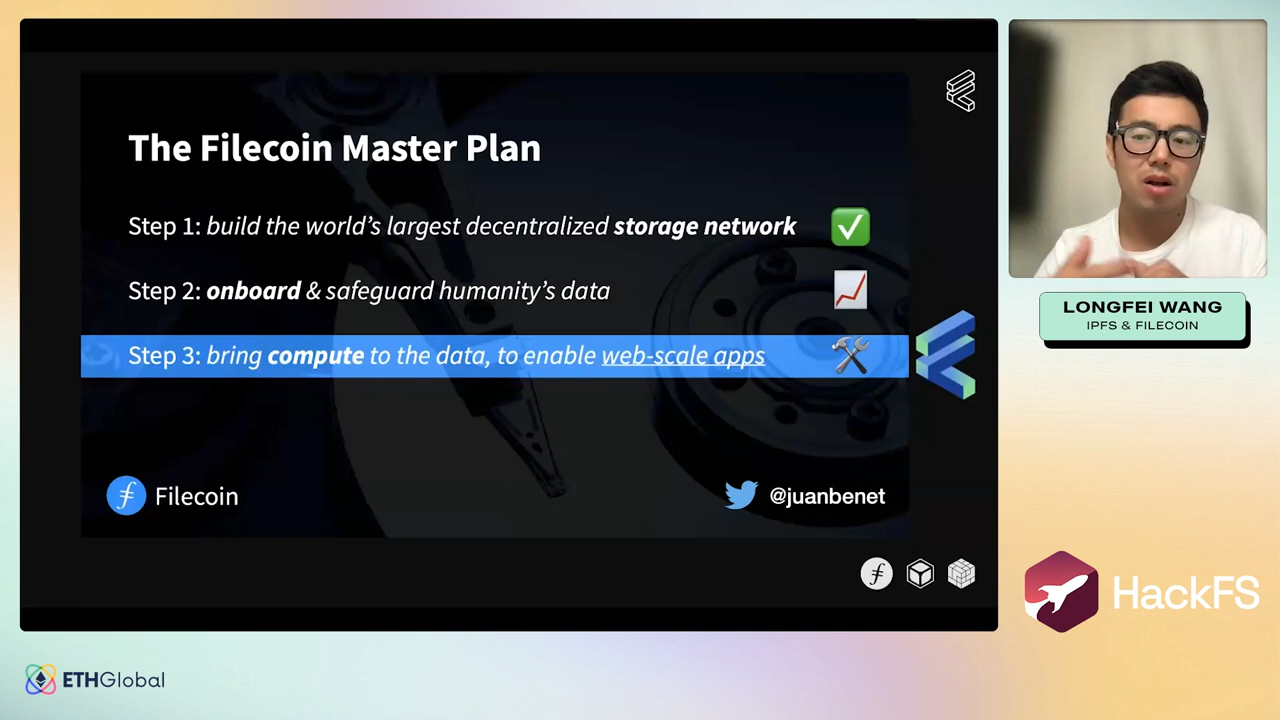 The Filecoin Master Plan
Step 1: build the world's largest decentralized storage network
Step 2: onboard & safeguard humanity's data
Step 3: bring compute to the data, to enable web-scale apps
Filecoin
@juanbenet
LONGFEI WANG
IPFS & FILECOIN
HackFS
ETHGlobal